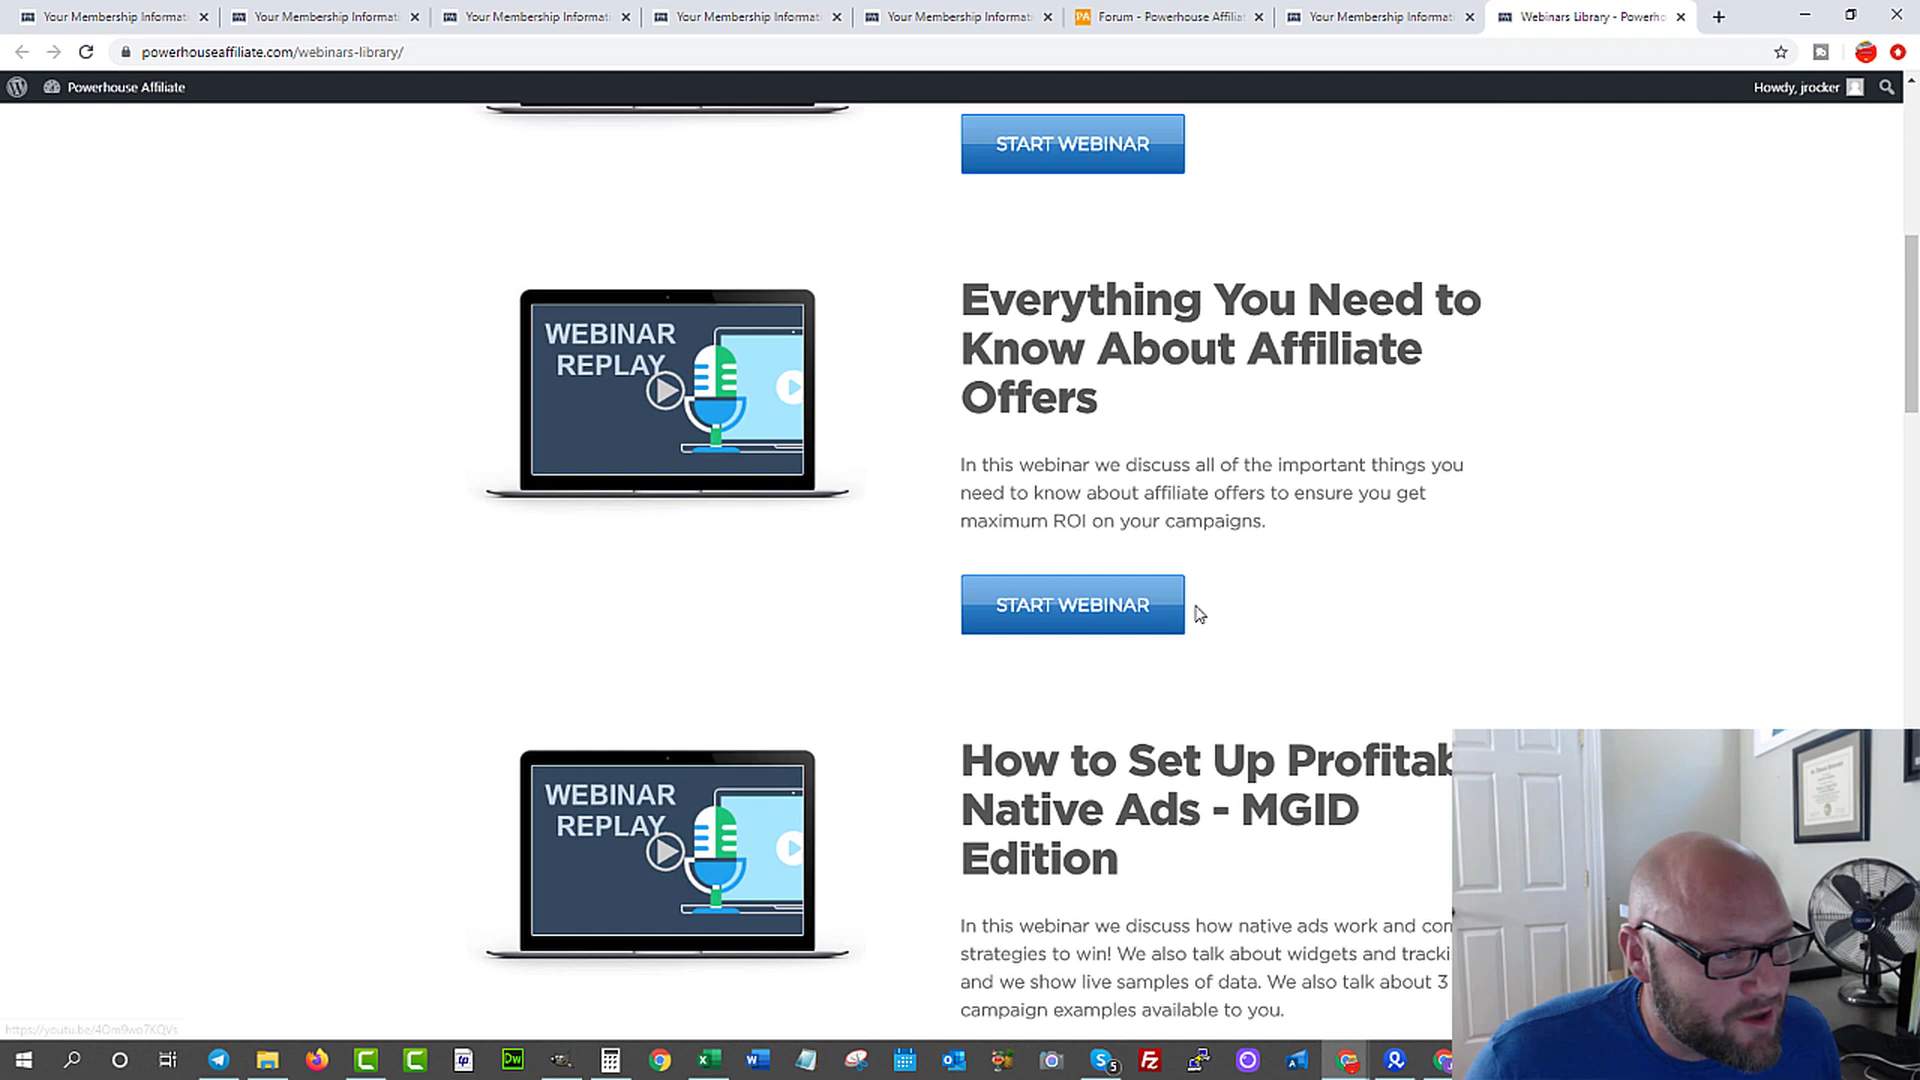 Your Membership Informati
Your Membership Informati
Your Membership Informati
Your Membership Informati
Your Membership Informati
Forum - Powerhouse Affiliat
Your Membership Informati
Webinars Library - Powerho
powerhouseaffiliate.com/webinars-library/
Powerhouse Affiliate
Howdy, jrocker
START WEBINAR
WEBINAR
REPLAY
Everything You Need to
Know About Affiliate
Offers
In this webinar we discuss all of the important things you
need to know about affiliate offers to ensure you get
maximum ROI on your campaigns.
START WEBINAR
WEBINAR
REPLAY
How to Set Up Profitab
Native Ads - MGID
Edition
In this webinar we discuss how native ads work and con
strategies to win! We also talk about widgets and tracki
and we show live samples of data. We also talk about 3
campaign examples available to you.